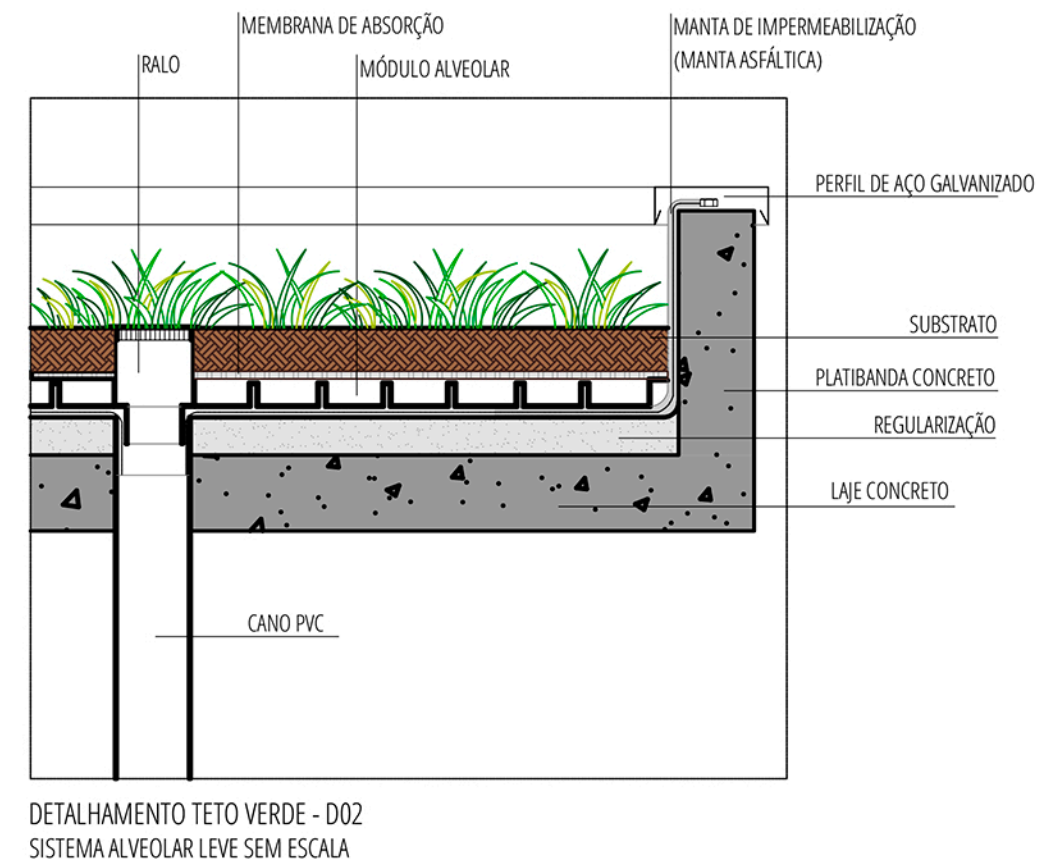 MEMBRANA DE ABSORÇÃO
MANTA DE IMPERMEABILIZAÇÃO
(MANTA ASFÁLTICA)
RALO
MÓDULO ALVEOLAR
PERFIL DE AÇO GALVANIZADO
SUBSTRATO
PLATIBANDA CONCRETO
REGULARIZAÇÃO
LAJE CONCRETO
CANO PVC
DETALHAMENTO TETO VERDE - D02
SISTEMA ALVEOLAR LEVE SEM ESCALA